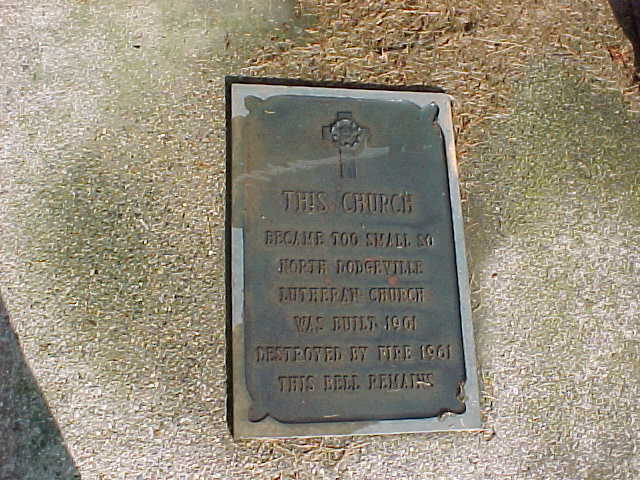 THIS CHURCH
BECAME TOO SMALL SO
NORTH DODGEVILLE
LUTHERAN CHURCH
WAS BUILT 1901
DESTROYED BY FIRE 1961
THIS BELL REMAINS